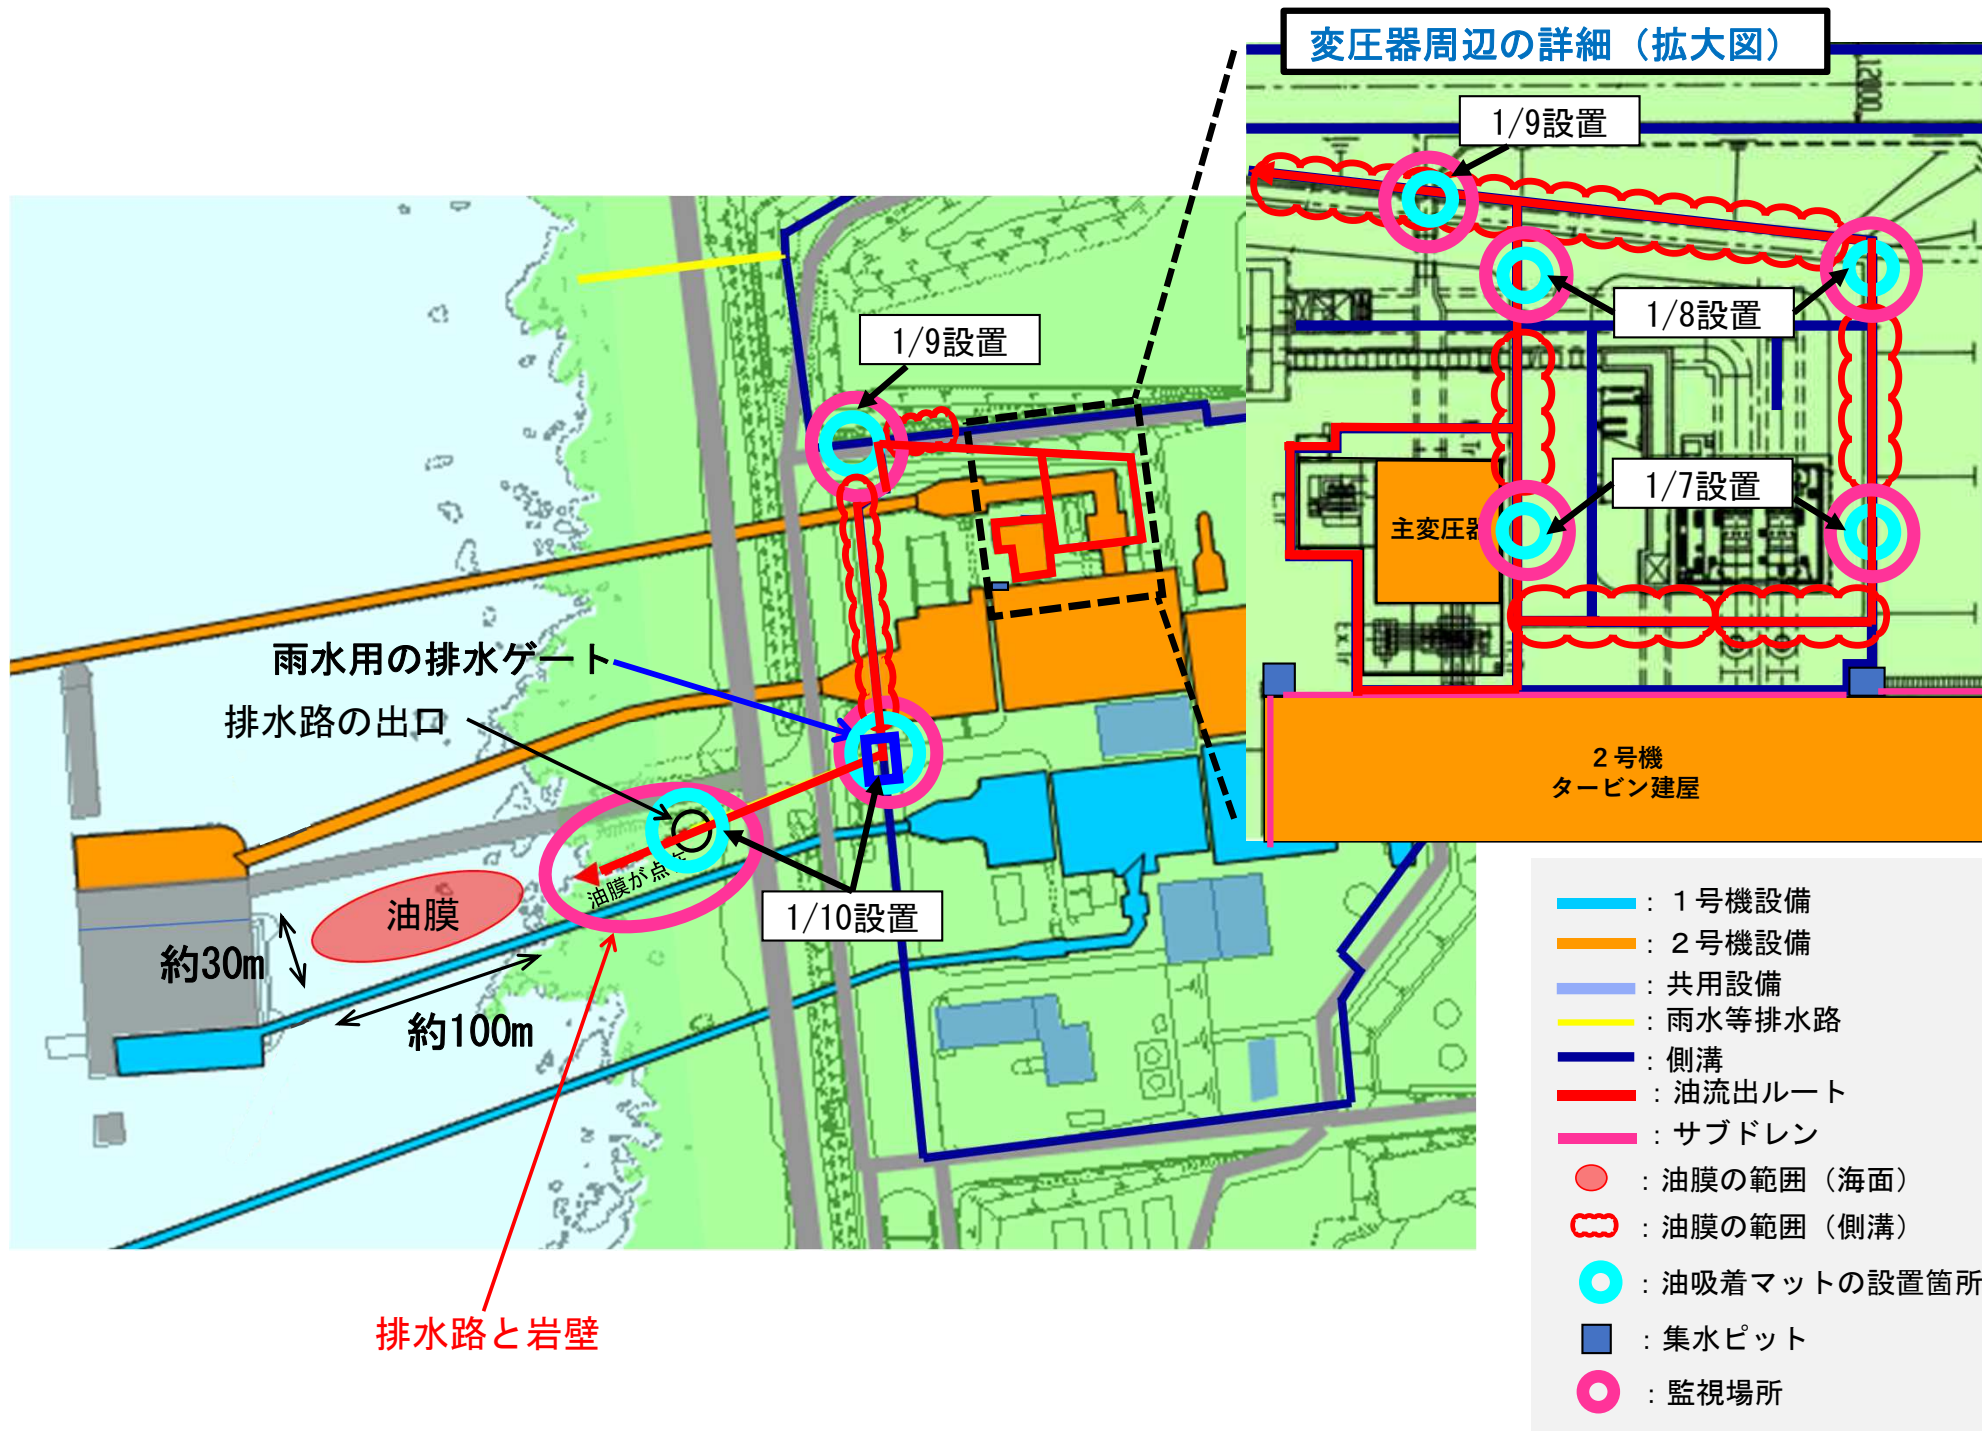 変圧器周辺の詳細（拡大図）
12000
1/9設置
1/8設置
1/7設置
主変圧器
２号機
タービン建屋
1/9設置
雨水用の排水ゲート
排水路の出口
油膜が点
油膜
約30m
約100m
1/10設置
排水路と岩壁
：１号機設備
：２号機設備
：共用設備
：雨水等排水路
：側溝
：油流出ルート
：サブドレン
：油膜の範囲（海面）
：油膜の範囲（側溝）
：油吸着マットの設置箇所
：集水ピット
：監視場所